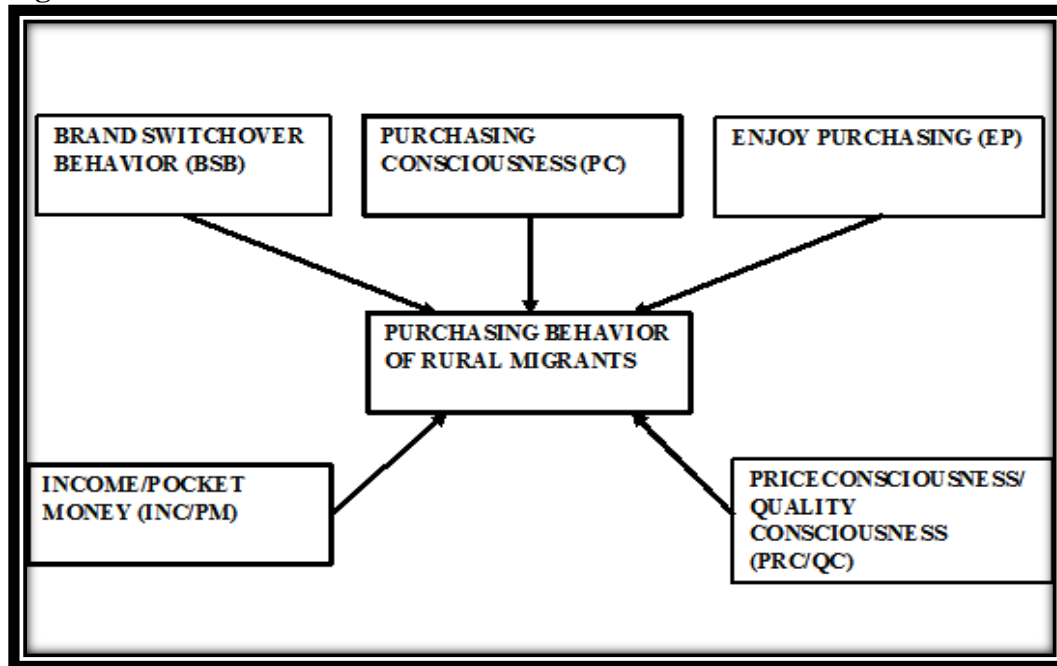 BRAND SWITCHOVER
BEHAVIOR (BSB)
PURCHASING
CONSCIOUSNESS (PC)
ENJOY PURCHASING (EP)
PURCHASING BEHAVIOR
OF RURAL MIGRANTS
INCOME/POCKET
MONEY (INC/PM)
PRICE CONSCIOUSNESS/
QUALITY
CONSCIOUSNESS
(PRC/QC)